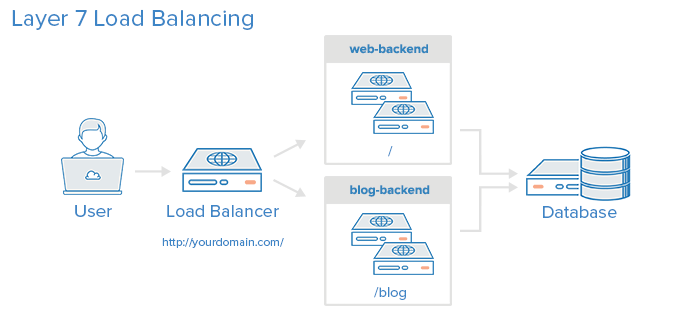 Layer 7 Load Balancing
web-backend
/
User
Load Balancer
http://yourdomain.com/
blog-backend
/blog
Database